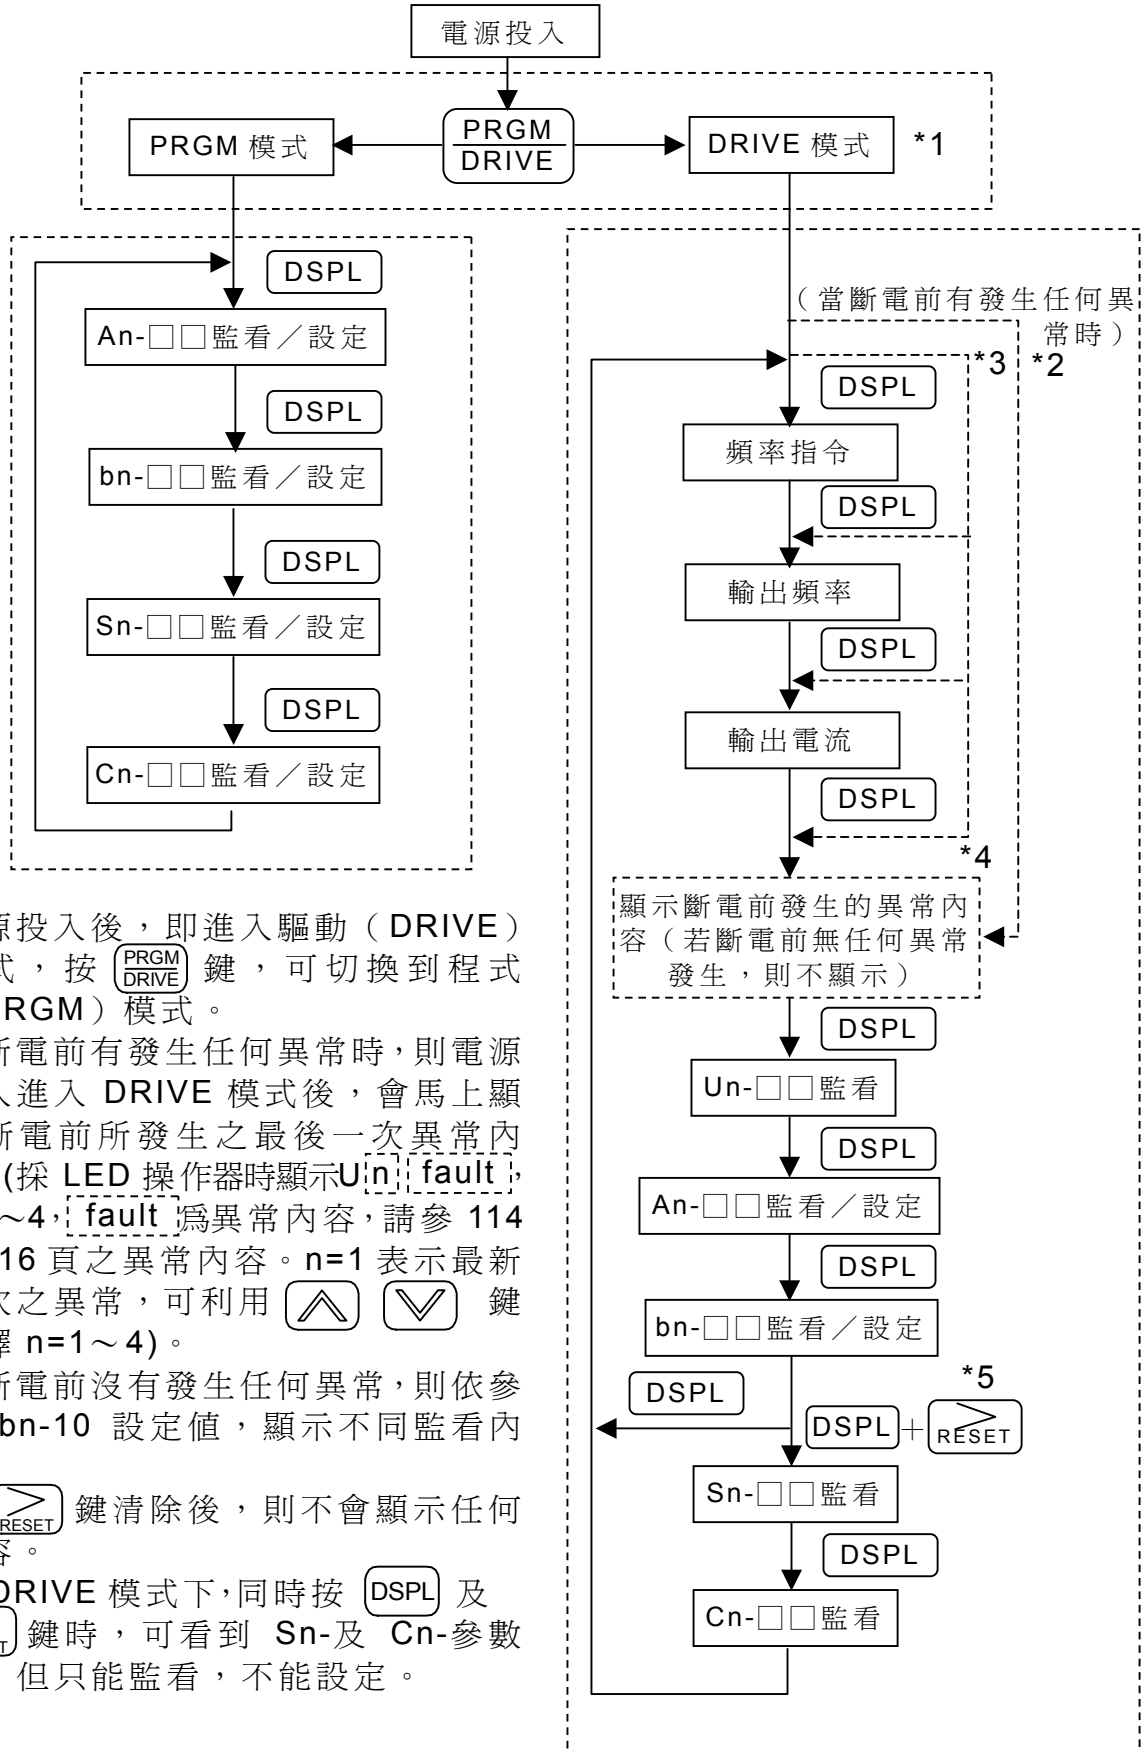 電源投入
PRGM 模式
PRGM
DRIVE
DRIVE 模式
*1
DSPL
An-□□監看／設定
DSPL
bn-□□監看／設定
DSPL
Sn-□□監看／設定
DSPL
Cn-□□監看／設定
（當斷電前有發生任何異
常時）
*3
*2
DSPL
頻率指令
DSPL
輸出頻率
DSPL
輸出電流
DSPL
*4
顯示斷電前發生的異常內
容（若斷電前無任何異常
發生，則不顯示）
DSPL
Un-□□監看
DSPL
An-□□監看／設定
DSPL
bn-□□監看／設定
DSPL
*5
DSPL＋RESET
Sn-□□監看
DSPL
Cn-□□監看
源投入後，即進入驅動（DRIVE）
式，按 PRGM DRIVE 鍵，可切換到程式
PRGM）模式。
斷電前有發生任何異常時，則電源
入進入 DRIVE 模式後，會馬上顯
斷電前所發生之最後一次異常內
(採 LED 操作器時顯示Un fault，
～4，fault 爲異常內容，請參 114
16 頁之異常內容。n=1 表示最新
次之異常，可利用 鍵
擇 n=1～4)。
斷電前沒有發生任何異常，則依參
bn-10 設定値，顯示不同監看內
RESET 鍵清除後，則不會顯示任何
容。
DRIVE 模式下，同時按 DSPL 及
T 鍵時，可看到 Sn-及 Cn-參數
但只能監看，不能設定。